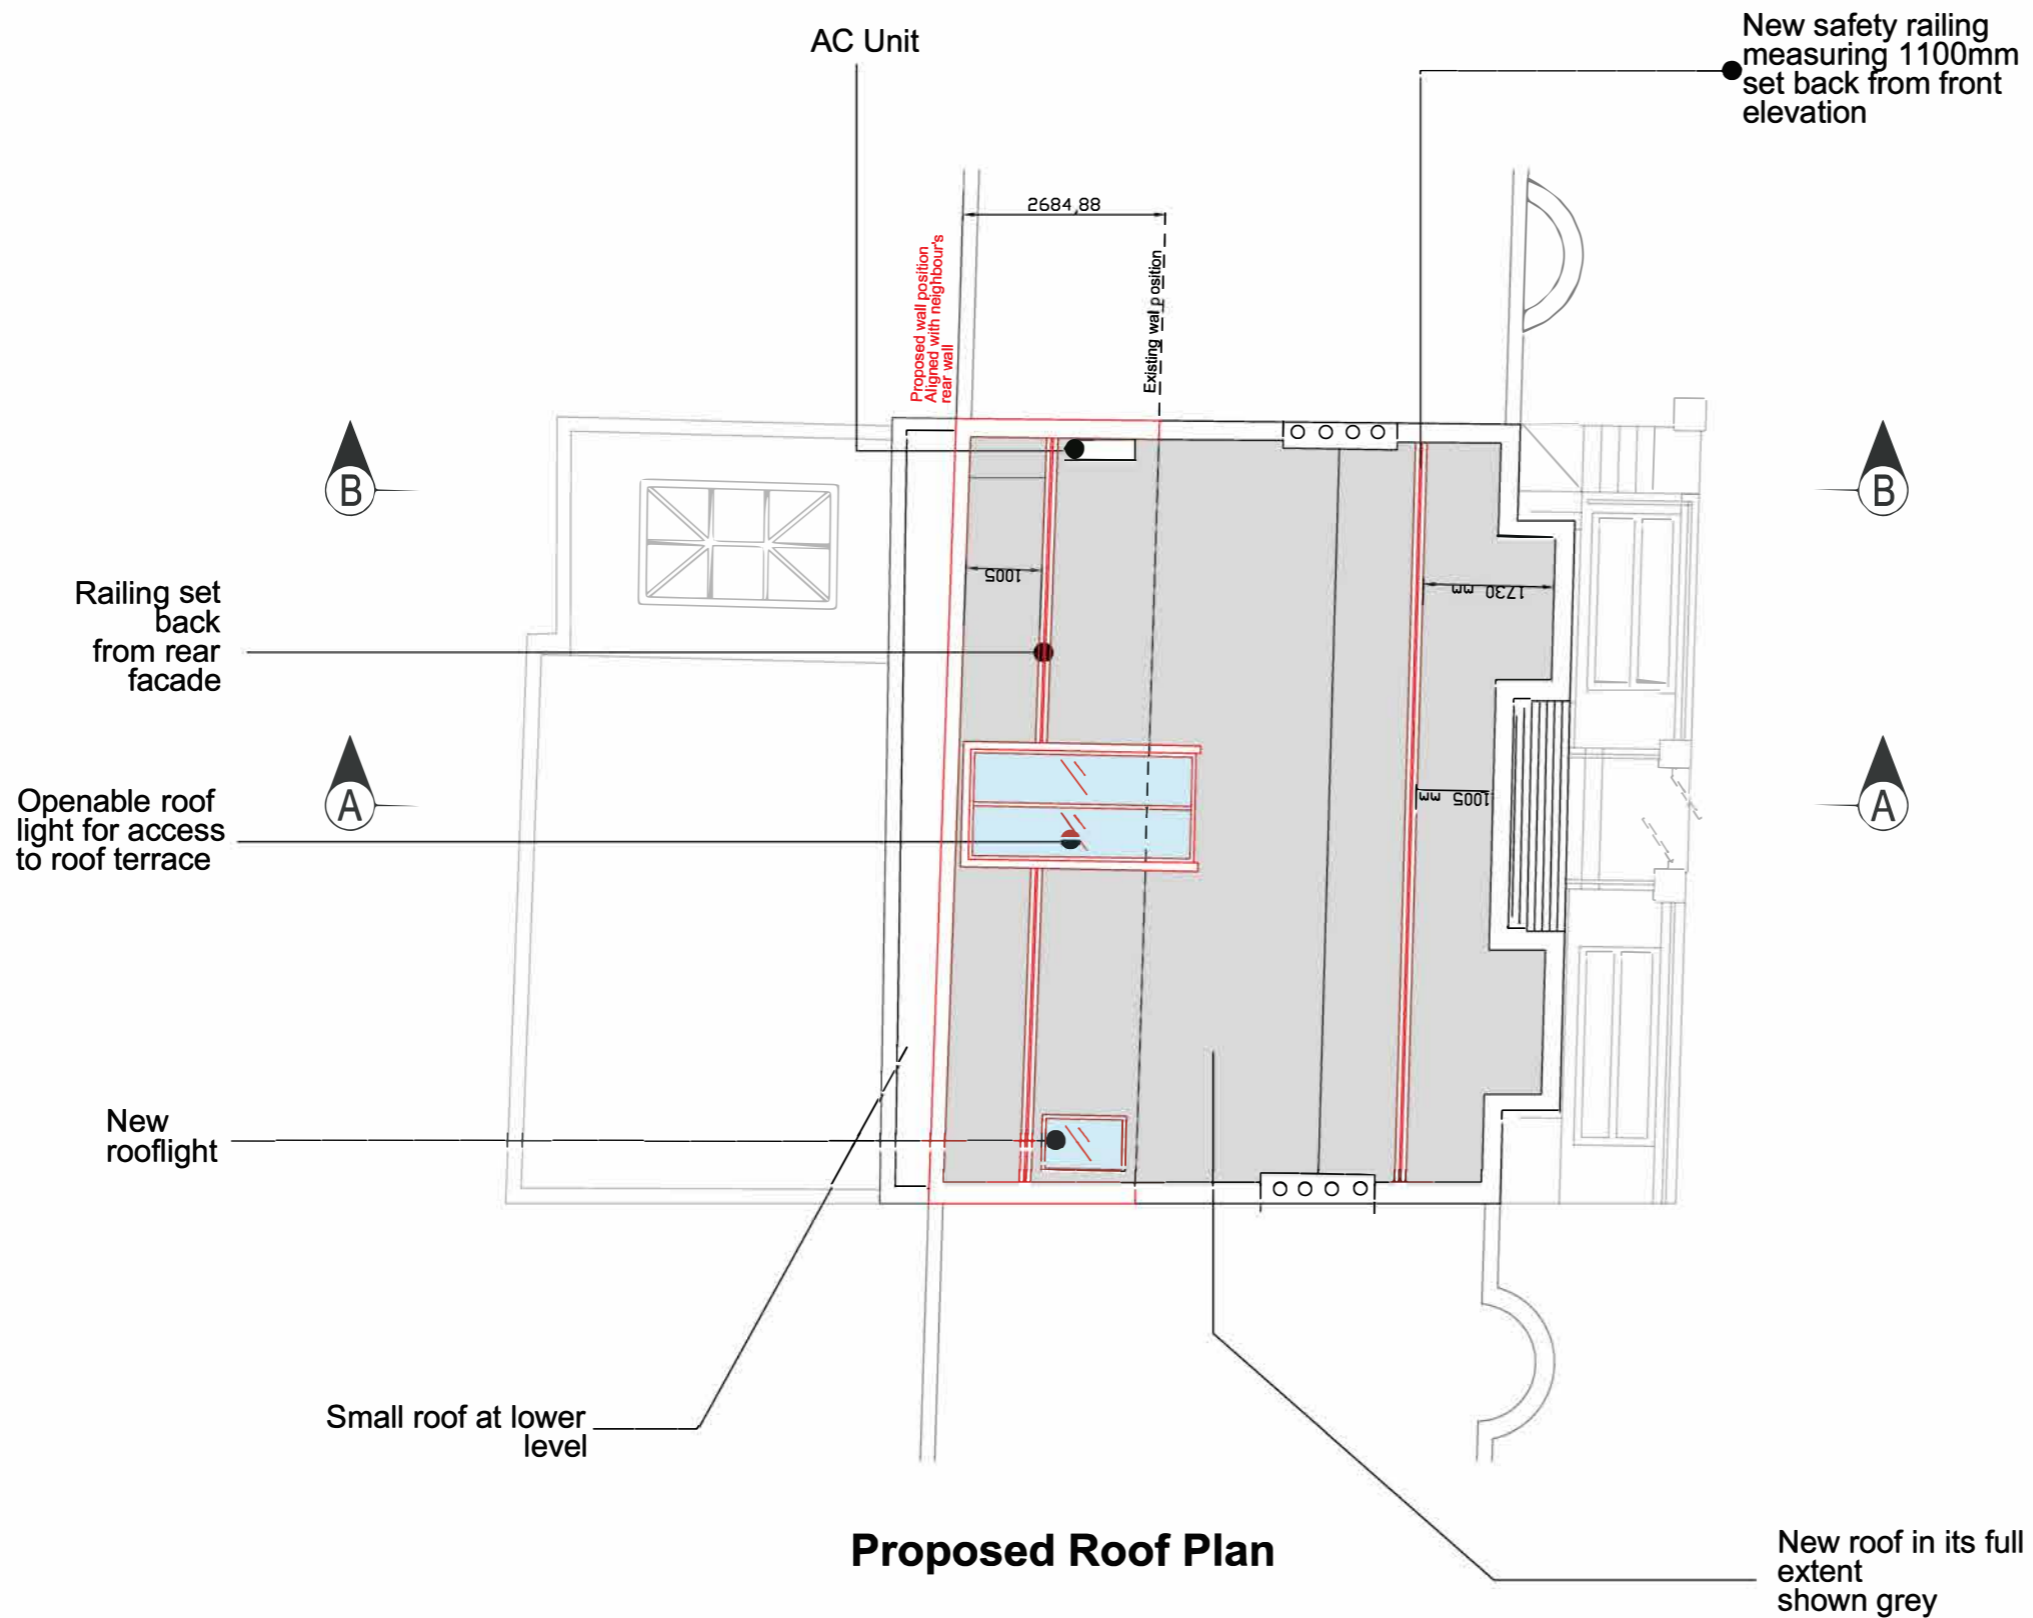 AC Unit
New safety railing
measuring 1100mm
set back from front
elevation
2684,88
Proposed wall position
Aligned with neighbour's
rear wall
Existing wal position
B
B
1005
1730 mm
Railing set
back
from rear
facade
A
A
1005 mm
Openable roof
light for access
to roof terrace
New
rooflight
Small roof at lower
level
Proposed Roof Plan
New roof in its full
extent
shown grey